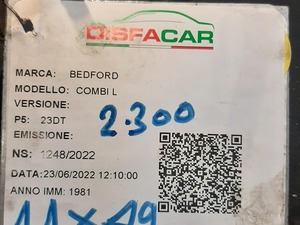 DISFACAR
MARCA: BEDFORD
MODELLO: COMBI L
VERSIONE:
P5: 23DT
2.300
EMISSIONE:
NS: 1248/2022
DATA:23/06/2022 12:10:00
ANNO IMM: 1981
11x19